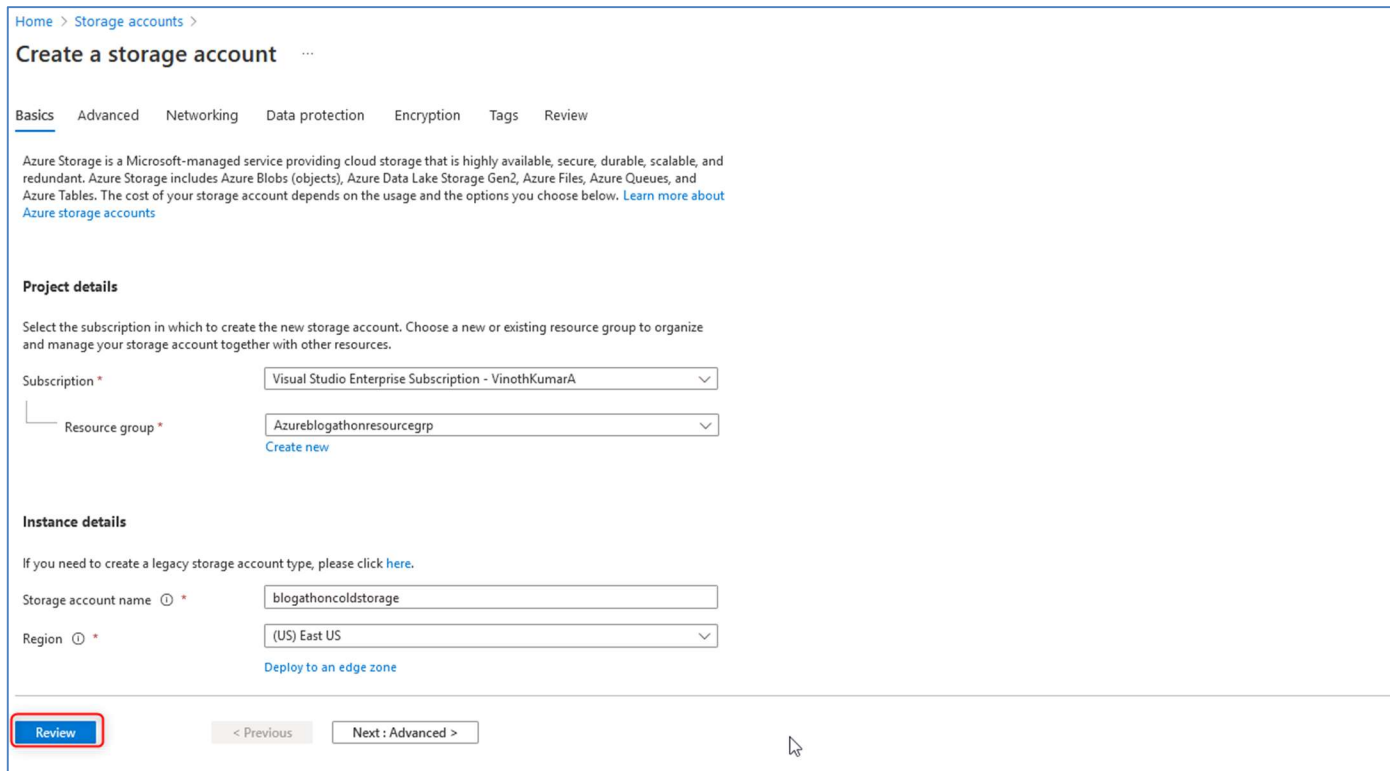 Home > Storage accounts >
Create a storage account ...
Basics Advanced Networking Data protection Encryption Tags Review
Azure Storage is a Microsoft-managed service providing cloud storage that is highly available, secure, durable, scalable, and
redundant. Azure Storage includes Azure Blobs (objects), Azure Data Lake Storage Gen2, Azure Files, Azure Queues, and
Azure Tables. The cost of your storage account depends on the usage and the options you choose below. Learn more about
Azure storage accounts
Project details
Select the subscription in which to create the new storage account. Choose a new or existing resource group to organize
and manage your storage account together with other resources.
Subscription * Visual Studio Enterprise Subscription - VinothKumarA
Resource group * Azureblogathonresourcegrp
Create new
Instance details
If you need to create a legacy storage account type, please click here.
Storage account name * blogathoncoldstorage
Region * (US) East US
Deploy to an edge zone
Review < Previous Next : Advanced >